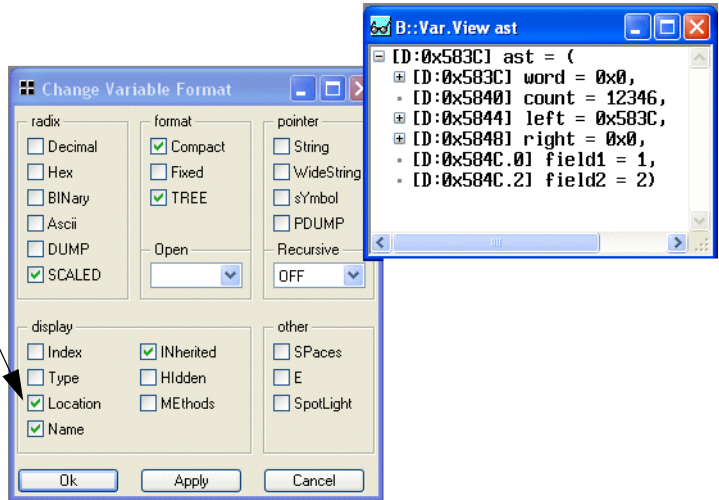 B::Var.View ast
[D:0x583C] ast = (
[D:0x583C] word = 0x0,
[D:0x5840] count = 12346,
[D:0x5844] left = 0x583C,
[D:0x5848] right = 0x0,
[D:0x584C.0] field1 = 1,
[D:0x584C.2] field2 = 2)
Change Variable Format
radix
Decimal
Hex
BINary
Ascii
DUMP
SCALED
format
Compact
Fixed
TREE
Open
pointer
String
WideString
sYmbol
PDUMP
Recursive
OFF
display
Index
Type
Location
Name
INherited
HIdden
MEthods
other
SPaces
E
SpotLight
Ok
Apply
Cancel